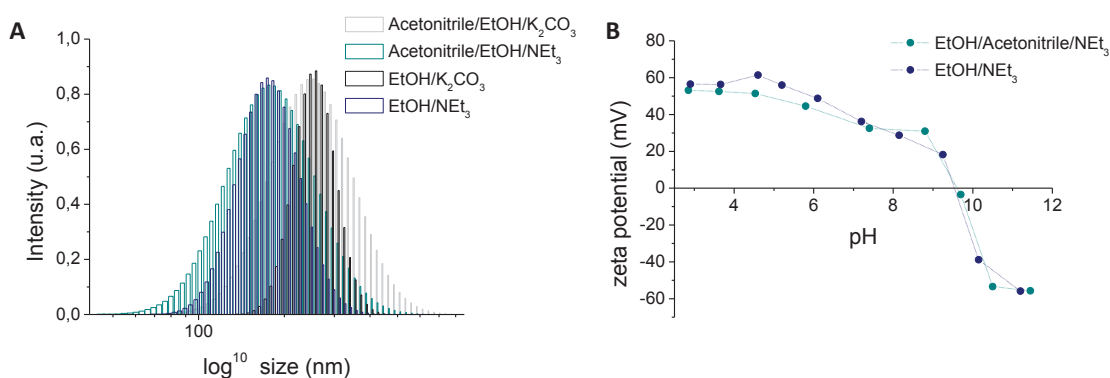 A
Acetonitrile/EtOH/K₂CO₃
Acetonitrile/EtOH/NEt₃
EtOH/K₂CO₃
EtOH/NEt₃
1,0
0,8
0,6
0,4
0,2
0,0
Intensity (u.a.)
100
log¹⁰ size (nm)
B
EtOH/Acetonitrile/NEt₃
EtOH/NEt₃
80
60
40
20
0
-20
-40
-60
zeta potential (mV)
4 6 8 10 12
pH